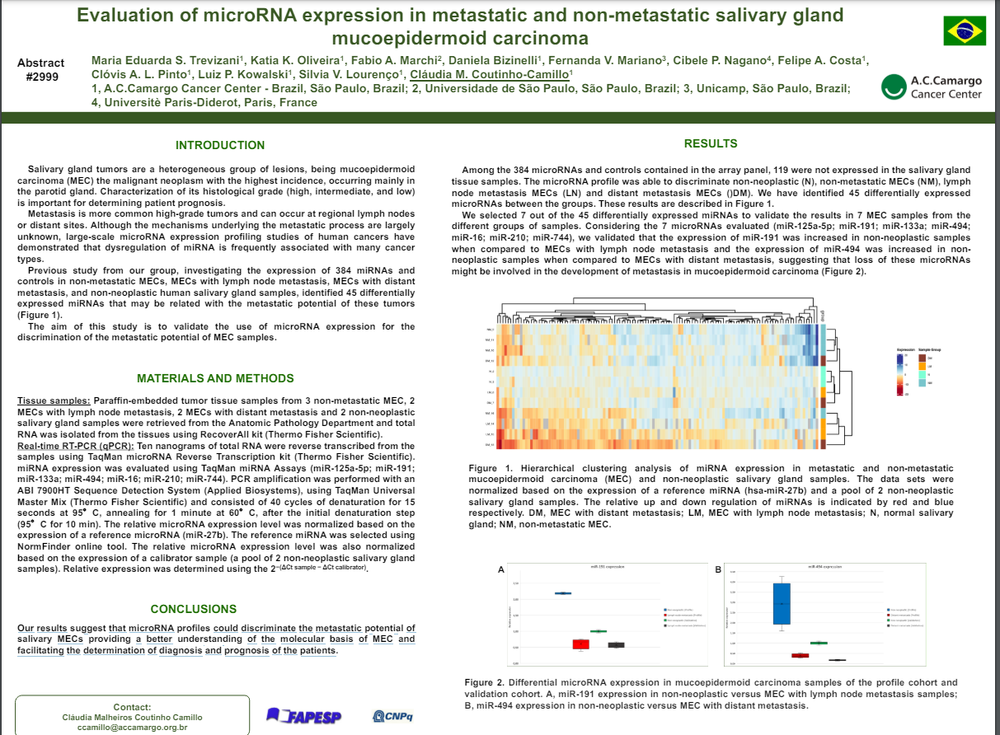 Evaluation of microRNA expression in metastatic and non-metastatic salivary gland
mucoepidermoid carcinoma
Abstract
#2999
Maria Eduarda S. Trevizani¹, Katia K. Oliveira¹, Fabio A. Marchi², Daniela Bizinelli¹, Fernanda V. Mariano³, Cibele P. Nagano⁴, Felipe A. Costa¹,
Clóvis A. L. Pinto¹, Luiz P. Kowalski¹, Silvia V. Lourenço¹, Cláudia M. Coutinho-Camillo¹
1, A.C.Camargo Cancer Center - Brazil, São Paulo, Brazil; 2, Universidade de São Paulo, São Paulo, Brazil; 3, Unicamp, São Paulo, Brazil;
4, Universitè Paris-Diderot, Paris, France
A.C.Camargo
Cancer Center
INTRODUCTION
Salivary gland tumors are a heterogeneous group of lesions, being mucoepidermoid
carcinoma (MEC) the malignant neoplasm with the highest incidence, occurring mainly in
the parotid gland. Characterization of its histological grade (high, intermediate, and low)
is important for determining patient prognosis.
Metastasis is more common high-grade tumors and can occur at regional lymph nodes
or distant sites. Although the mechanisms underlying the metastatic process are largely
unknown, large-scale microRNA expression profiling studies of human cancers have
demonstrated that dysregulation of miRNA is frequently associated with many cancer
types.
Previous study from our group, investigating the expression of 384 miRNAs and
controls in non-metastatic MECs, MECs with lymph node metastasis, MECs with distant
metastasis, and non-neoplastic human salivary gland samples, identified 45 differentially
expressed miRNAs that may be related with the metastatic potential of these tumors
(Figure 1).
The aim of this study is to validate the use of microRNA expression for the
discrimination of the metastatic potential of MEC samples.
MATERIALS AND METHODS
Tissue samples: Paraffin-embedded tumor tissue samples from 3 non-metastatic MEC, 2
MECs with lymph node metastasis, 2 MECs with distant metastasis and 2 non-neoplastic
salivary gland samples were retrieved from the Anatomic Pathology Department and total
RNA was isolated from the tissues using RecoverAll kit (Thermo Fisher Scientific).
Real-time RT-PCR (qPCR): Ten nanograms of total RNA were reverse transcribed from the
samples using TaqMan microRNA Reverse Transcription kit (Thermo Fisher Scientific).
miRNA expression was evaluated using TaqMan miRNA Assays (miR-125a-5p; miR-191;
miR-133a; miR-494; miR-16; miR-210; miR-744). PCR amplification was performed with an
ABI 7900HT Sequence Detection System (Applied Biosystems), using TaqMan Universal
Master Mix (Thermo Fisher Scientific) and consisted of 40 cycles of denaturation for 15
seconds at 95° C, annealing for 1 minute at 60° C, after the initial denaturation step
(95° C for 10 min). The relative microRNA expression level was normalized based on the
expression of a reference microRNA (miR-27b). The reference miRNA was selected using
NormFinder online tool. The relative microRNA expression level was also normalized
based on the expression of a calibrator sample (a pool of 2 non-neoplastic salivary gland
samples). Relative expression was determined using the 2−(ΔCt sample − ΔCt calibrator).
CONCLUSIONS
Our results suggest that microRNA profiles could discriminate the metastatic potential of
salivary MECs providing a better understanding of the molecular basis of MEC and
facilitating the determination of diagnosis and prognosis of the patients.
Contact:
Cláudia Malheiros Coutinho Camillo
ccamillo@accamargo.org.br
FAPESP
CNPq
RESULTS
Among the 384 microRNAs and controls contained in the array panel, 119 were not expressed in the salivary gland
tissue samples. The microRNA profile was able to discriminate non-neoplastic (N), non-metastatic MECs (NM), lymph
node metastasis MECs (LN) and distant metastasis MECs ()DM). We have identified 45 differentially expressed
microRNAs between the groups. These results are described in Figure 1.
We selected 7 out of the 45 differentially expressed miRNAs to validate the results in 7 MEC samples from the
different groups of samples. Considering the 7 microRNAs evaluated (miR-125a-5p; miR-191; miR-133a; miR-494;
miR-16; miR-210; miR-744), we validated that the expression of miR-191 was increased in non-neoplastic samples
when compared to MECs with lymph node metastasis and the expression of miR-494 was increased in non-
neoplastic samples when compared to MECs with distant metastasis, suggesting that loss of these microRNAs
might be involved in the development of metastasis in mucoepidermoid carcinoma (Figure 2).
Expression
Sample Group
Figure 1. Hierarchical clustering analysis of miRNA expression in metastatic and non-metastatic
mucoepidermoid carcinoma (MEC) and non-neoplastic salivary gland samples. The data sets were
normalized based on the expression of a reference miRNA (hsa-miR-27b) and a pool of 2 non-neoplastic
salivary gland samples. The relative up and down regulation of miRNAs is indicated by red and blue
respectively. DM, MEC with distant metastasis; LM, MEC with lymph node metastasis; N, normal salivary
gland; NM, non-metastatic MEC.
A
miR-191 expression
B
miR-494 expression
Figure 2. Differential microRNA expression in mucoepidermoid carcinoma samples of the profile cohort and
validation cohort. A, miR-191 expression in non-neoplastic versus MEC with lymph node metastasis samples;
B, miR-494 expression in non-neoplastic versus MEC with distant metastasis.